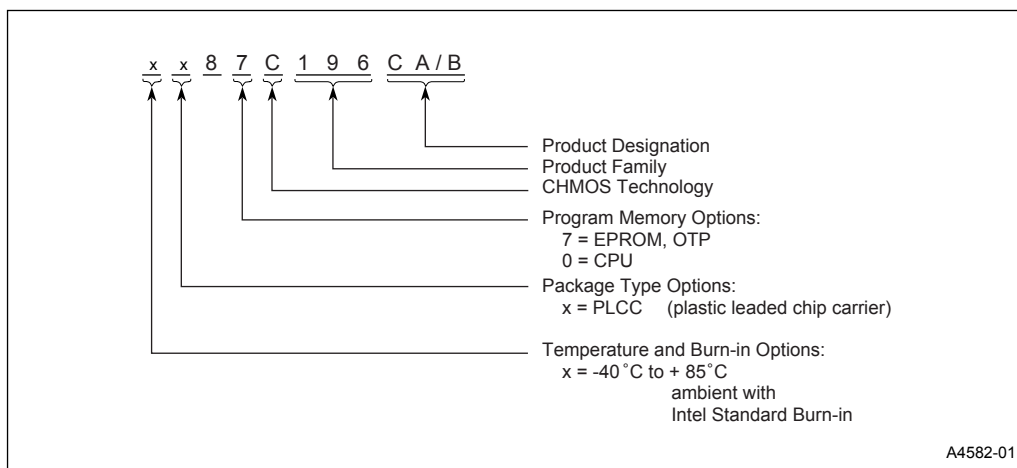 x x 8 7 C 1 9 6 C A / B
Product Designation
Product Family
CHMOS Technology
Program Memory Options:
7 = EPROM, OTP
0 = CPU
Package Type Options:
x = PLCC (plastic leaded chip carrier)
Temperature and Burn-in Options:
x = -40˚C to + 85˚C
ambient with
Intel Standard Burn-in
A4582-01